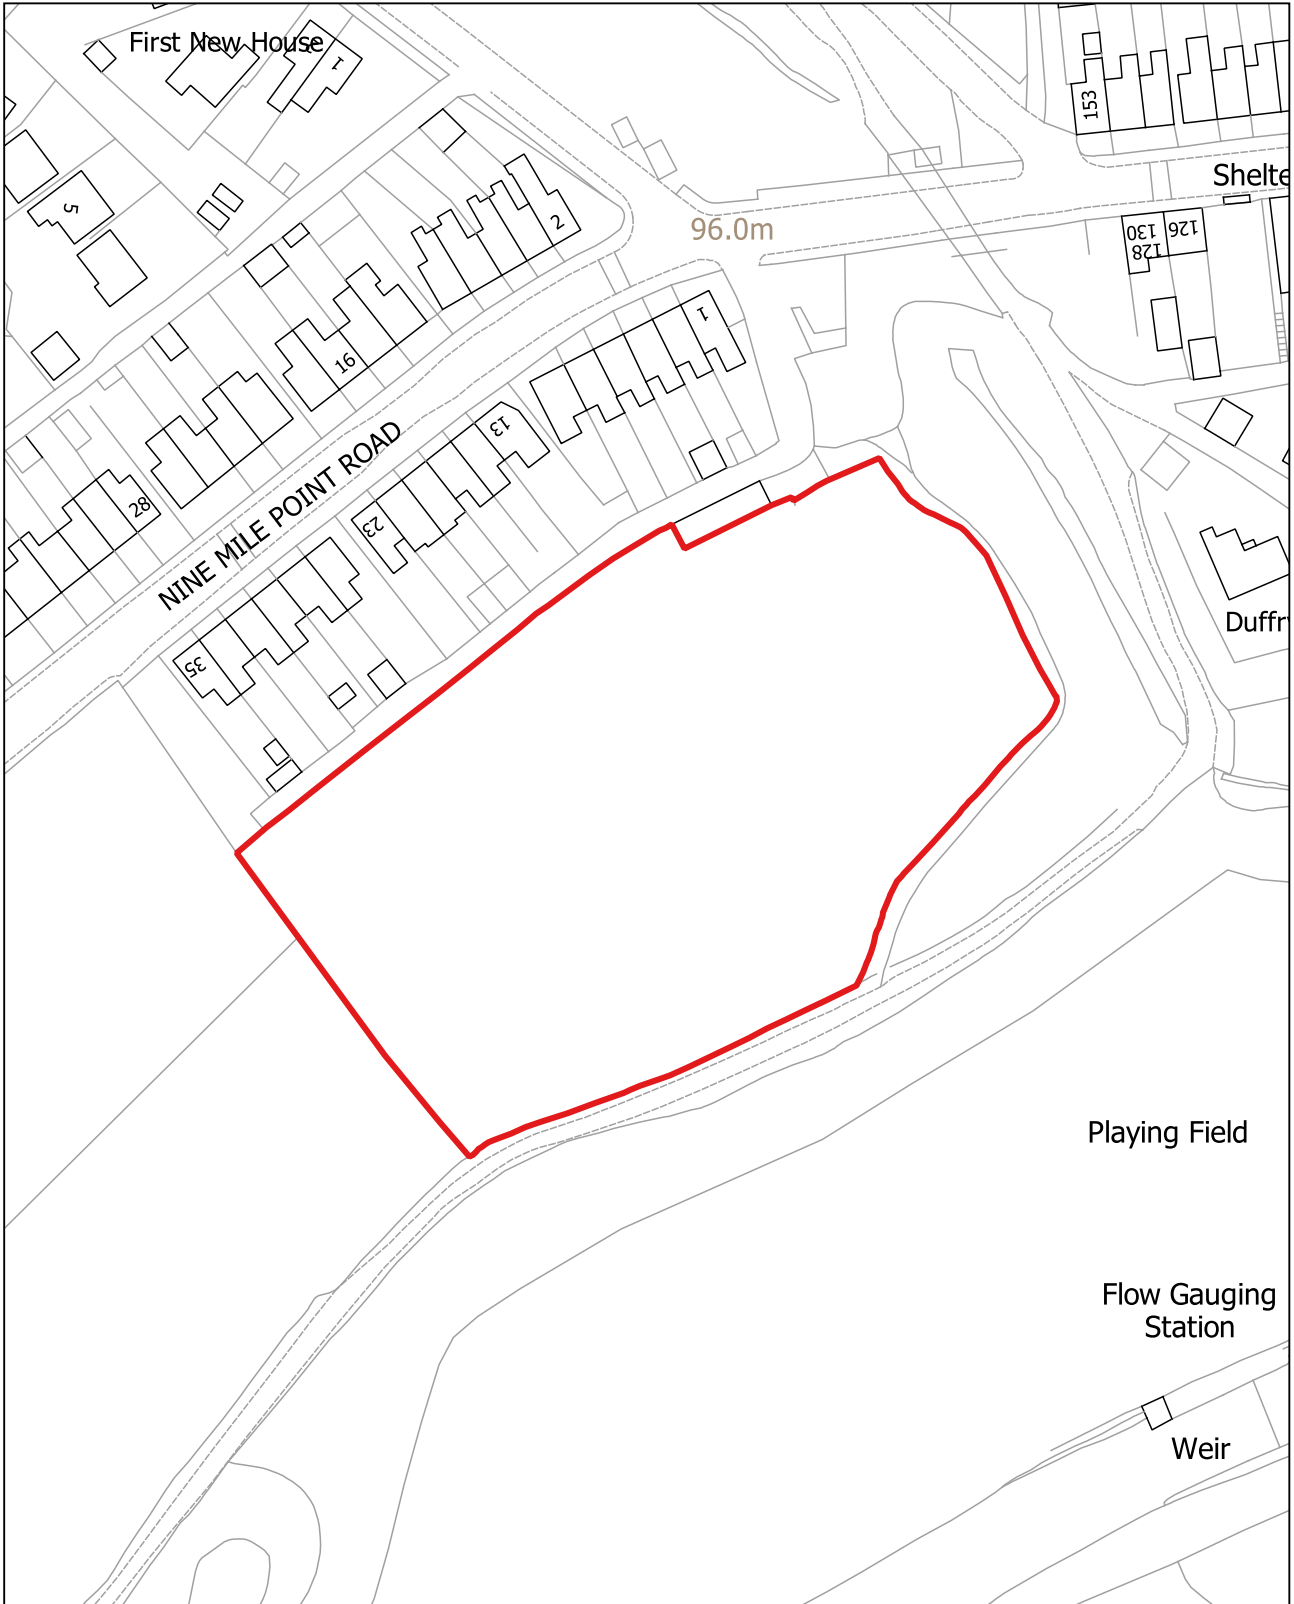 First New House
1
153
5
Shelte
2
96.0m
130
128
126
1
16
13
NINE MILE POINT ROAD
28
23
Duffr
35
Playing Field
Flow Gauging
Station
Weir